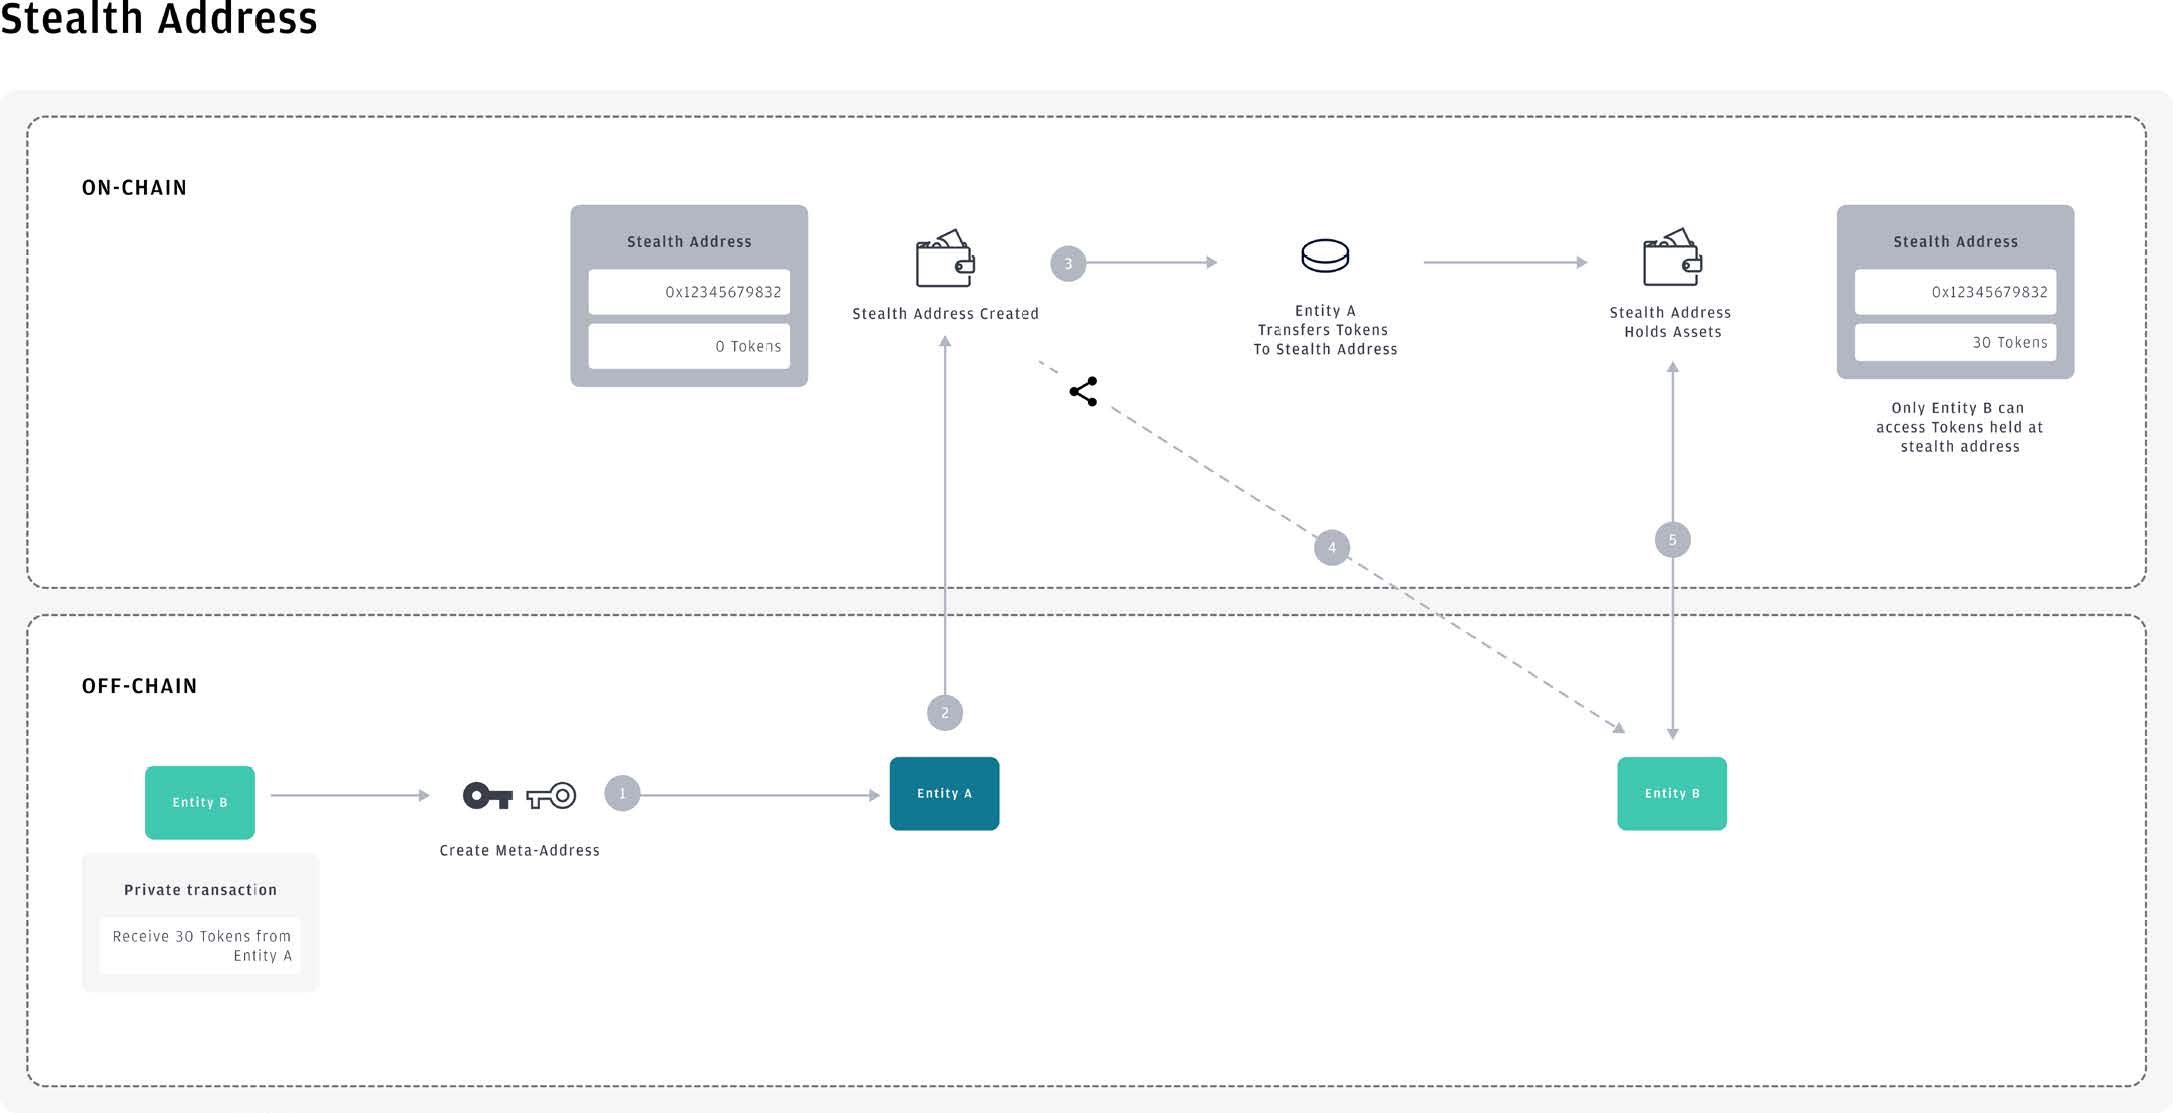 Stealth Address
ON-CHAIN
Stealth Address
0x12345679832
0 Tokens
Stealth Address Created
3
Entity A
Transfers Tokens
To Stealth Address
Stealth Address
Holds Assets
Stealth Address
0x12345679832
30 Tokens
Only Entity B can
access Tokens held at
stealth address
4
5
OFF-CHAIN
2
Entity B
Create Meta-Address
1
Entity A
Entity B
Private transaction
Receive 30 Tokens from
Entity A